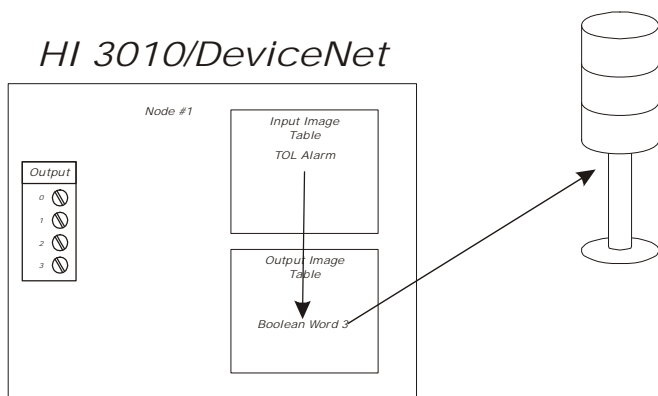 HI 3010/DeviceNet
Node #1
Input Image
Table
TOL Alarm
Output
0
1
2
3
Output Image
Table
Boolean Word 3